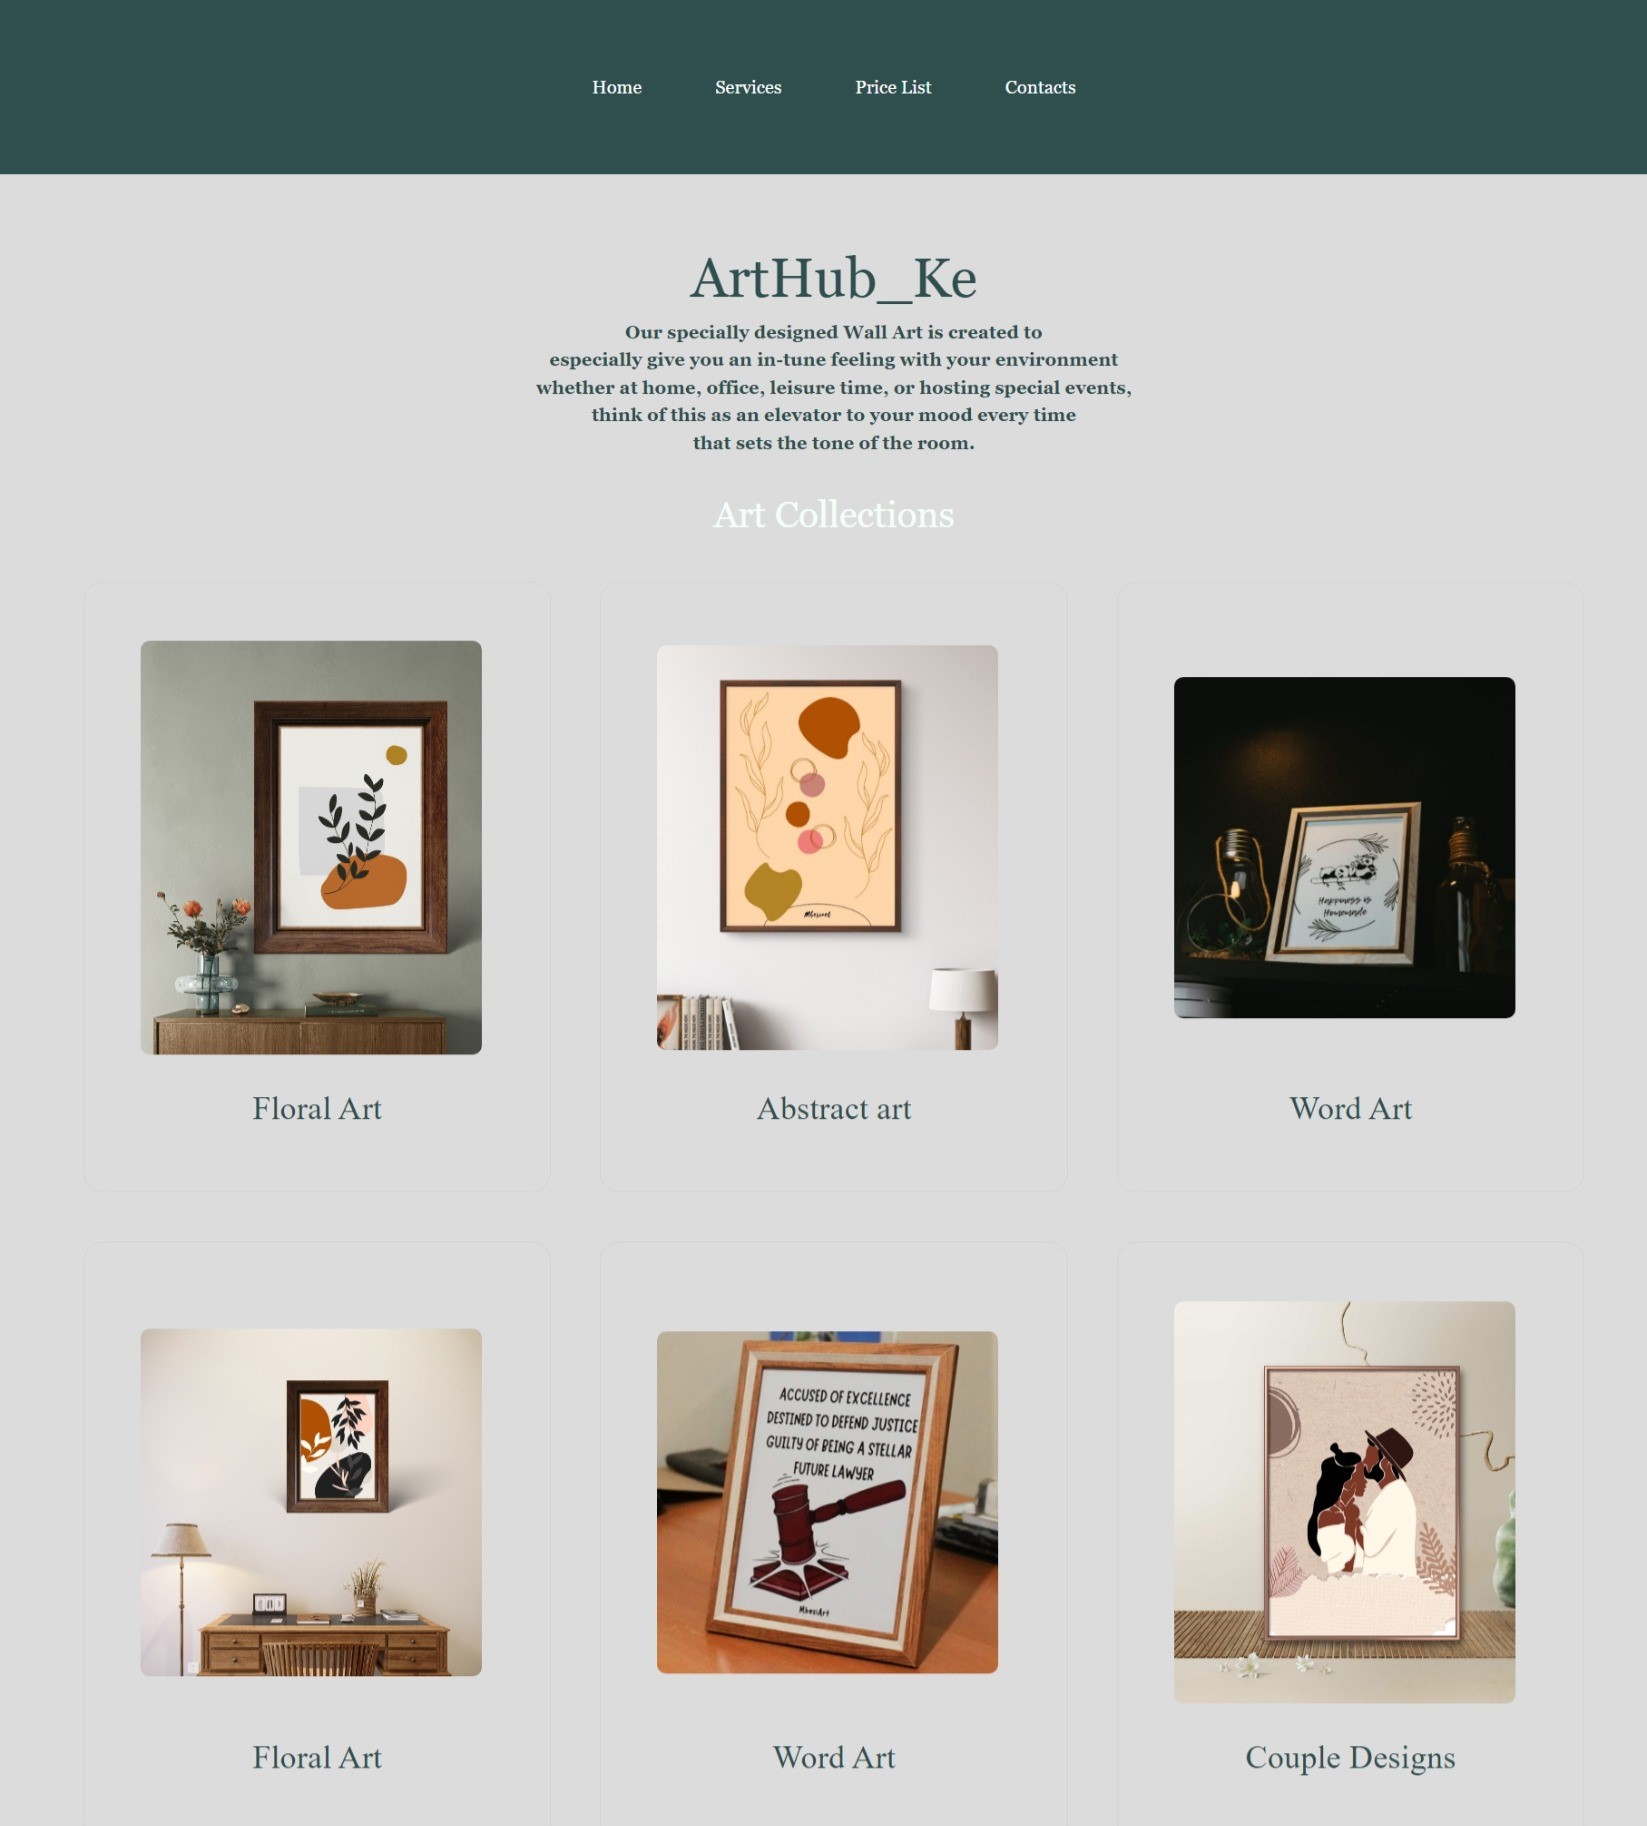 Home
Services
Price List
Contacts
ArtHub_Ke
Our specially designed Wall Art is created to
especially give you an in-tune feeling with your environment
whether at home, office, leisure time, or hosting special events,
think of this as an elevator to your mood every time
that sets the tone of the room.
Art Collections
Happiness is
Homemade
Floral Art
Abstract art
Word Art
ACCUSED OF EXCELLENCE
DESTINED TO DEFEND JUSTICE
GUILTY OF BEING A STELLAR
FUTURE LAWYER
MbesiArt
Floral Art
Word Art
Couple Designs